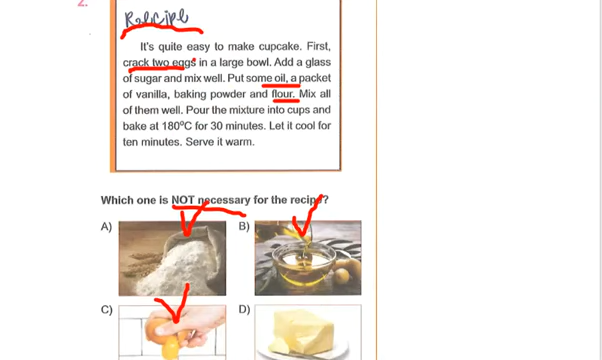 2.
Recipe
It's quite easy to make cupcake. First,
crack two eggs in a large bowl. Add a glass
of sugar and mix well. Put some oil, a packet
of vanilla, baking powder and flour. Mix all
of them well. Pour the mixture into cups and
bake at 180°C for 30 minutes. Let it cool for
ten minutes. Serve it warm.
Which one is NOT necessary for the recipe?
A)
B)
C)
D)